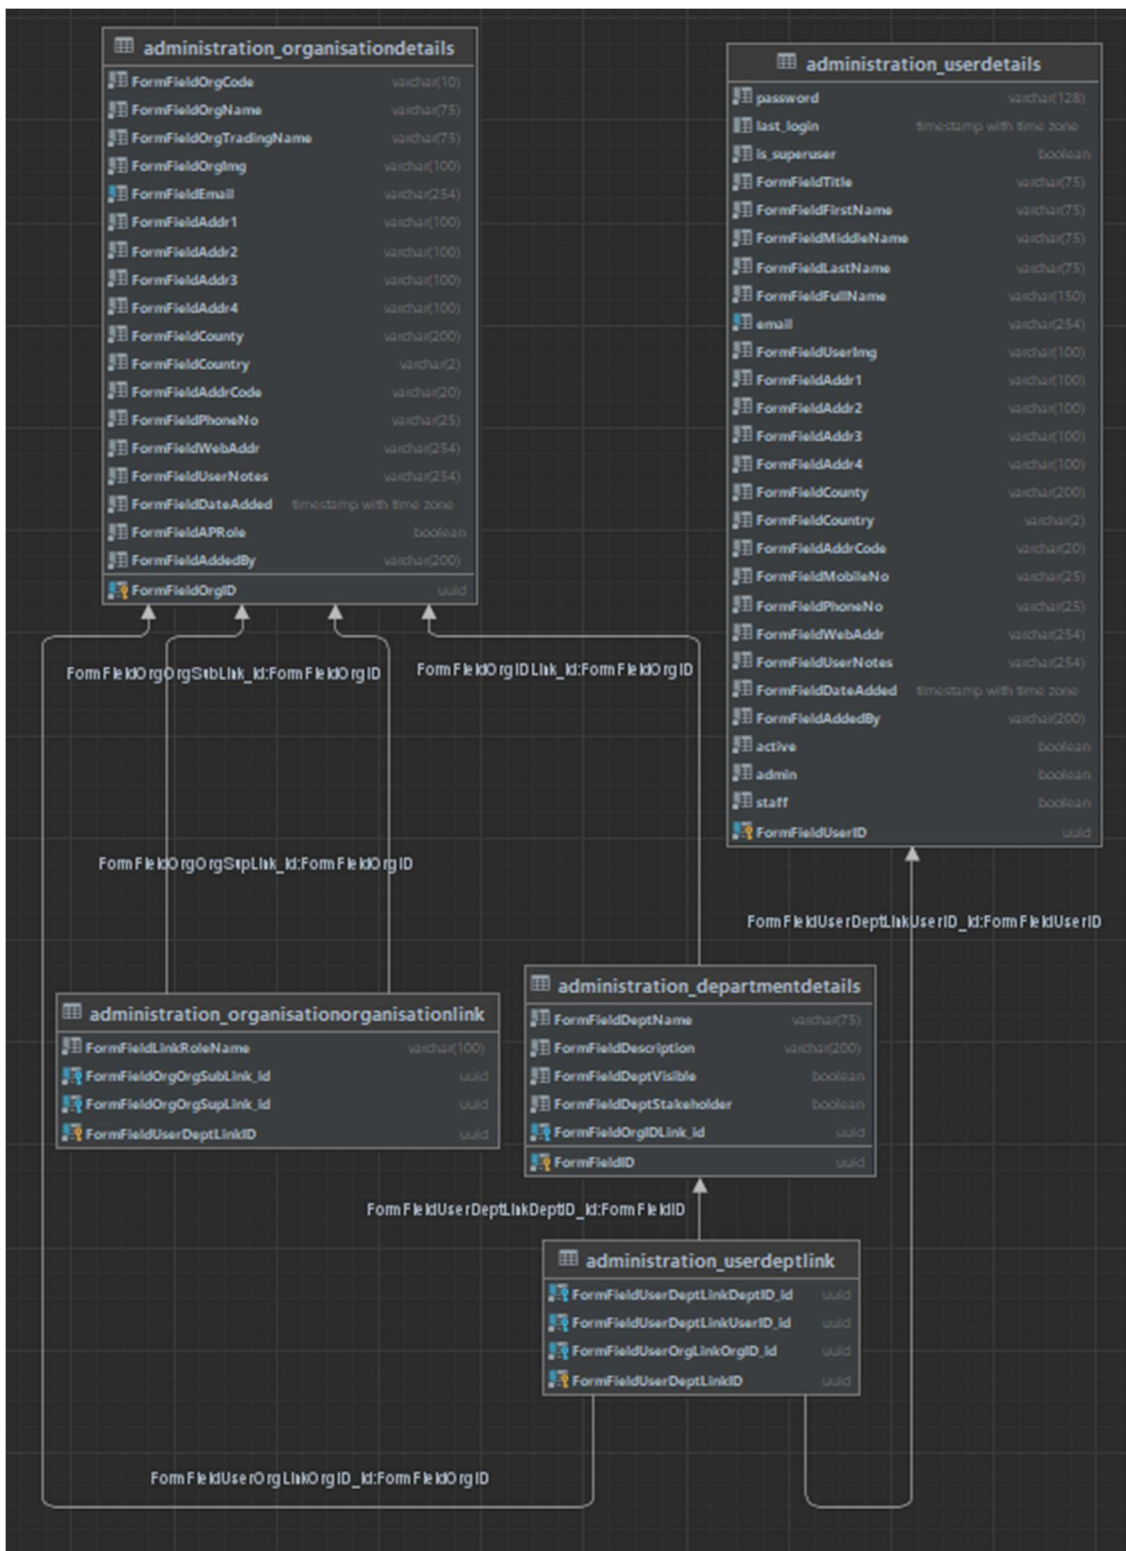 administration_organisationdetails
FormFieldOrgCode varchar(10)
FormFieldOrgName varchar(75)
FormFieldOrgTradingName varchar(75)
FormFieldOrgImg varchar(100)
FormFieldEmail varchar(254)
FormFieldAddr1 varchar(100)
FormFieldAddr2 varchar(100)
FormFieldAddr3 varchar(100)
FormFieldAddr4 varchar(100)
FormFieldCounty varchar(200)
FormFieldCountry varchar(2)
FormFieldAddrCode varchar(20)
FormFieldPhoneNo varchar(25)
FormFieldWebAddr varchar(254)
FormFieldUserNotes varchar(254)
FormFieldDateAdded timestamp with time zone
FormFieldAPRole boolean
FormFieldAddedBy varchar(200)
FormFieldOrgID uuid
administration_userdetails
password varchar(128)
last_login timestamp with time zone
is_superuser boolean
FormFieldTitle varchar(75)
FormFieldFirstName varchar(75)
FormFieldMiddleName varchar(75)
FormFieldLastName varchar(75)
FormFieldFullName varchar(150)
email varchar(254)
FormFieldUserImg varchar(100)
FormFieldAddr1 varchar(100)
FormFieldAddr2 varchar(100)
FormFieldAddr3 varchar(100)
FormFieldAddr4 varchar(100)
FormFieldCounty varchar(200)
FormFieldCountry varchar(2)
FormFieldAddrCode varchar(20)
FormFieldMobileNo varchar(25)
FormFieldPhoneNo varchar(25)
FormFieldWebAddr varchar(254)
FormFieldUserNotes varchar(254)
FormFieldDateAdded timestamp with time zone
FormFieldAddedBy varchar(200)
active boolean
admin boolean
staff boolean
FormFieldUserID uuid
FormFieldOrgOrgSubLink_id:FormFieldOrgID
FormFieldOrgIDLink_id:FormFieldOrgID
FormFieldOrgOrgSupLink_id:FormFieldOrgID
FormFieldUserDeptLinkUserID_id:FormFieldUserID
administration_organisationorganisationlink
FormFieldLinkRoleName varchar(100)
FormFieldOrgOrgSubLink_id uuid
FormFieldOrgOrgSupLink_id uuid
FormFieldUserDeptLinkID uuid
administration_departmentdetails
FormFieldDeptName varchar(75)
FormFieldDescription varchar(200)
FormFieldDeptVisible boolean
FormFieldDeptStakeholder boolean
FormFieldOrgIDLink_id uuid
FormFieldID uuid
FormFieldUserDeptLinkDeptID_id:FormFieldID
administration_userdeptlink
FormFieldUserDeptLinkDeptID_id uuid
FormFieldUserDeptLinkUserID_id uuid
FormFieldUserOrgLinkOrgID_id uuid
FormFieldUserDeptLinkID uuid
FormFieldUserOrgLinkOrgID_id:FormFieldOrgID